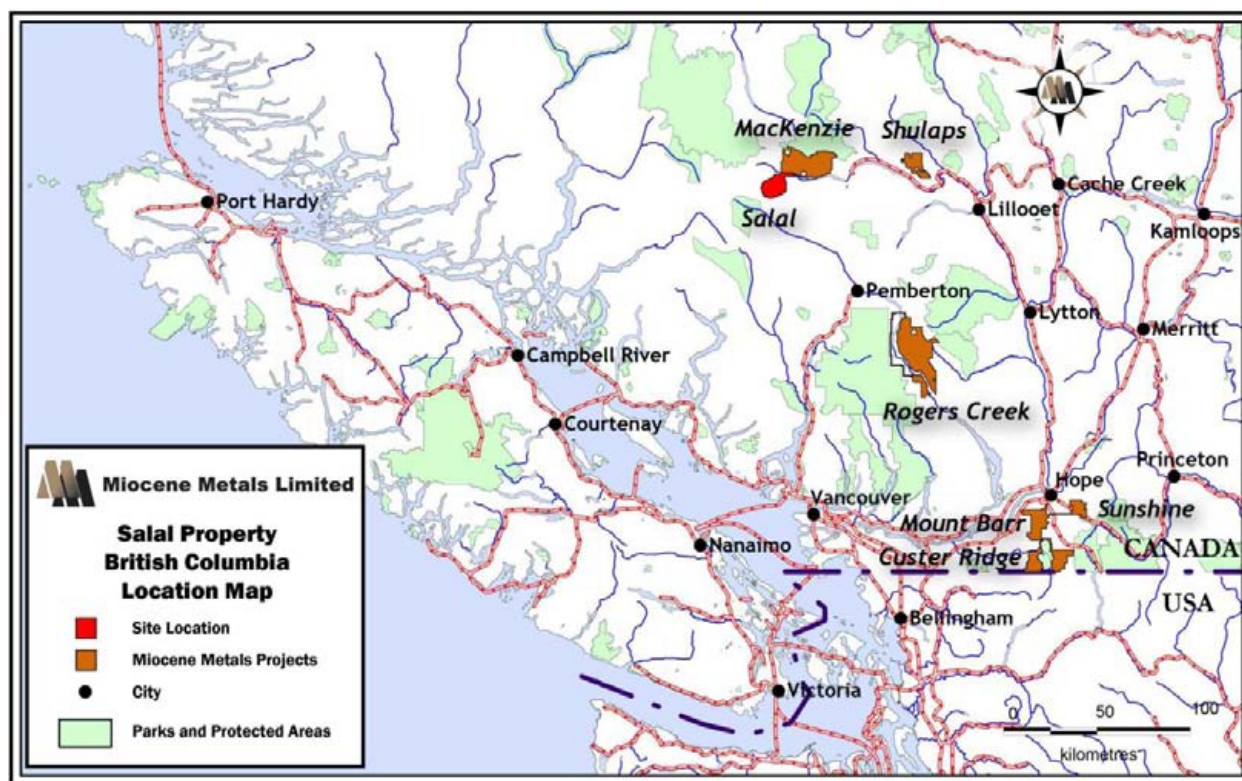 N
MacKenzie
Shulaps
Cache Creek
Port Hardy
Salal
Lillooet
Kamloops
Pemberton
Lytton
Merritt
Campbell River
Rogers Creek
Courtenay
Princeton
Hope
Vancouver
Sunshine
Mount Barr
Nanaimo
CANADA
Custer Ridge
USA
Bellingham
Victoria
0 50 100
kilometres
Miocene Metals Limited
Salal Property
British Columbia
Location Map
Site Location
Miocene Metals Projects
City
Parks and Protected Areas